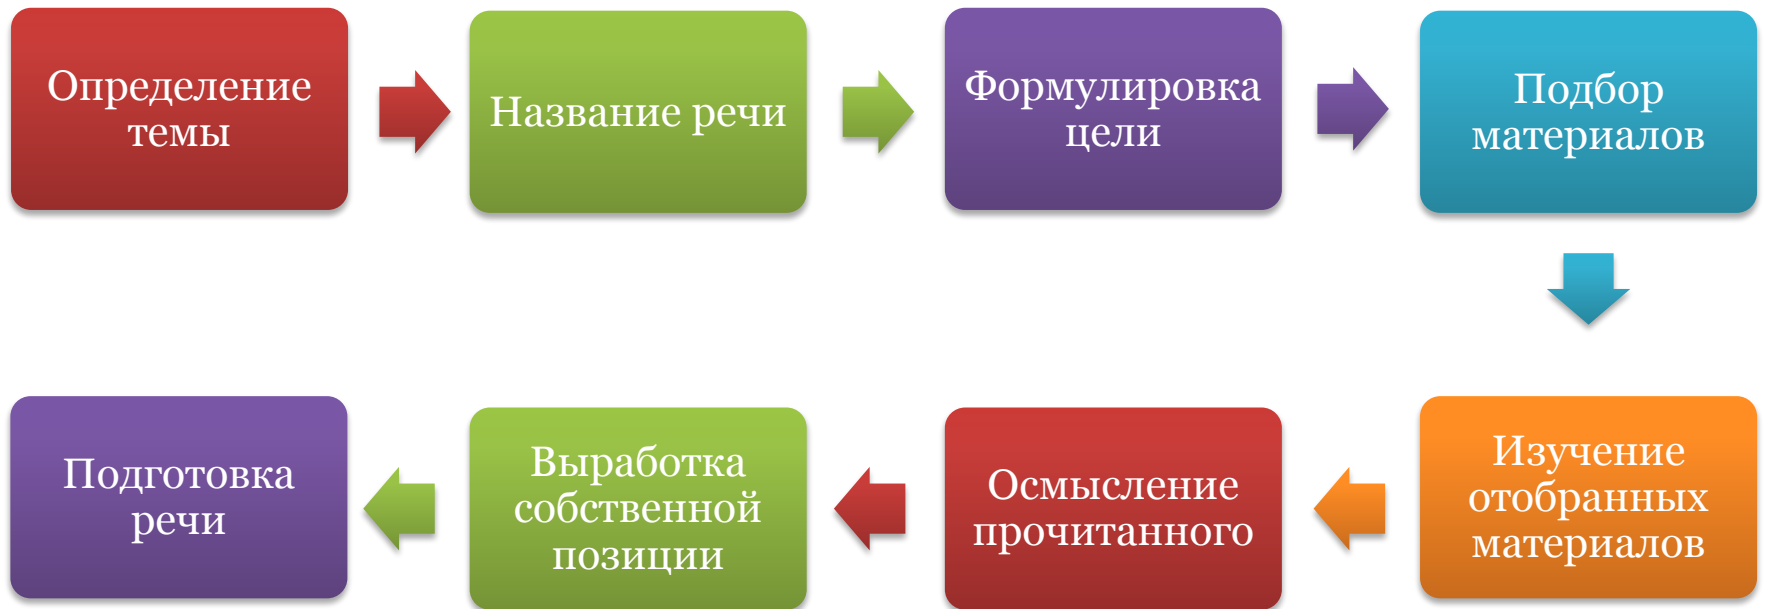 Определение
темы
Название речи
Формулировка
цели
Подбор
материалов
Изучение
отобранных
материалов
Осмысление
прочитанного
Выработка
собственной
позиции
Подготовка
речи